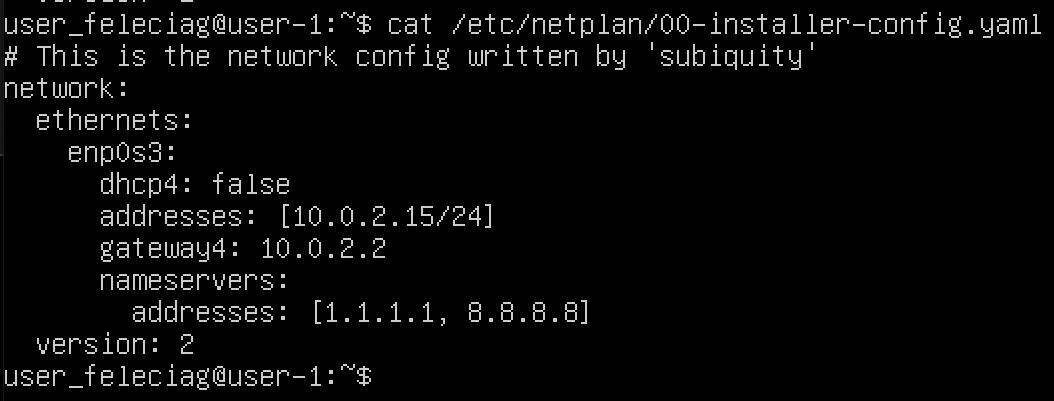 user_feleciag@user-1:~$ cat /etc/netplan/00-installer-config.yaml
# This is the network config written by 'subiquity'
network:
  ethernets:
    enp0s3:
      dhcp4: false
      addresses: [10.0.2.15/24]
      gateway4: 10.0.2.2
      nameservers:
        addresses: [1.1.1.1, 8.8.8.8]
  version: 2
user_feleciag@user-1:~$